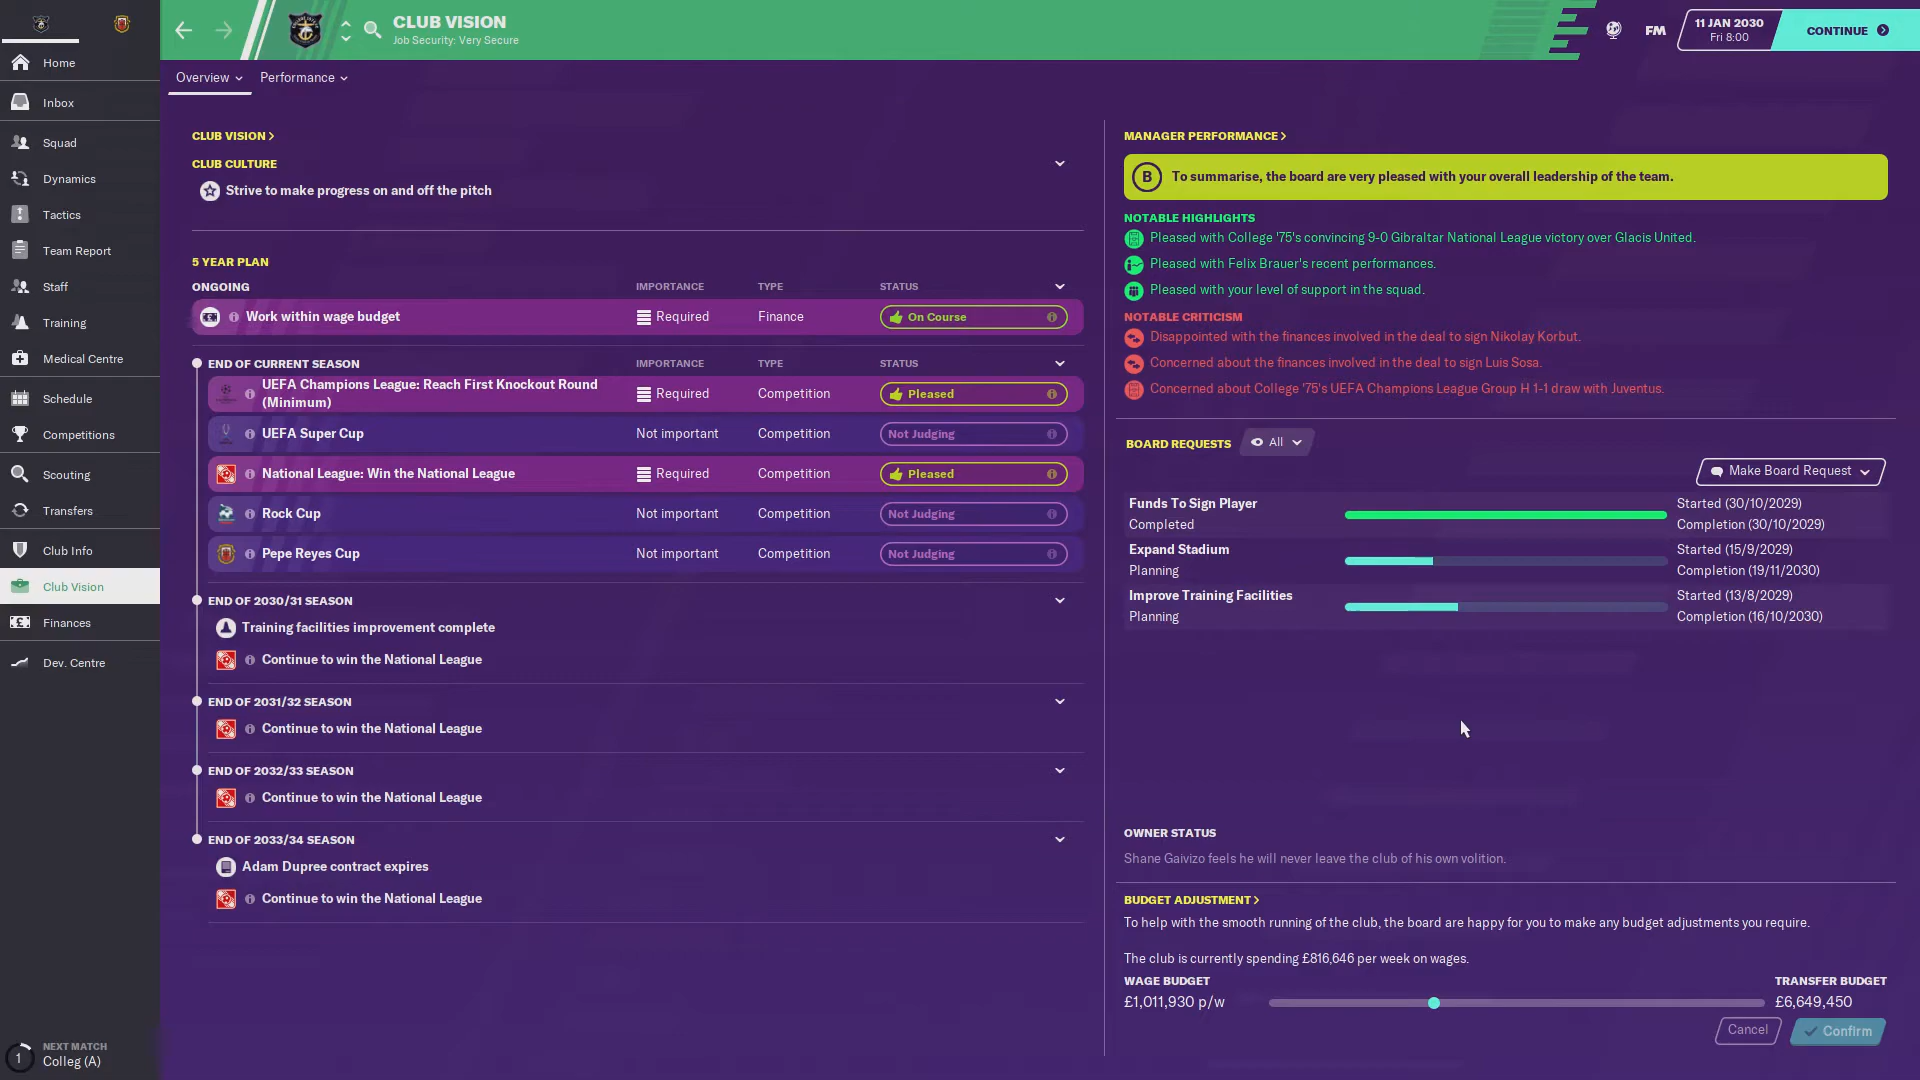 Home
Inbox
Squad
Dynamics
Tactics
Team Report
Staff
Training
Medical Centre
Schedule
Competitions
Scouting
Transfers
Club Info
Club Vision
Finances
Dev. Centre
1
NEXT MATCH
Colleg (A)
CLUB VISION
Job Security: Very Secure
FM
11 JAN 2030
Fri 8:00
CONTINUE
Overview
Performance
CLUB VISION
CLUB CULTURE
Strive to make progress on and off the pitch
5 YEAR PLAN
ONGOING IMPORTANCE TYPE STATUS
Work within wage budget Required Finance On Course
END OF CURRENT SEASON IMPORTANCE TYPE STATUS
UEFA Champions League: Reach First Knockout Round
(Minimum) Required Competition Pleased
UEFA Super Cup Not important Competition Not Judging
National League: Win the National League Required Competition Pleased
Rock Cup Not important Competition Not Judging
Pepe Reyes Cup Not important Competition Not Judging
END OF 2030/31 SEASON
Training facilities improvement complete
Continue to win the National League
END OF 2031/32 SEASON
Continue to win the National League
END OF 2032/33 SEASON
Continue to win the National League
END OF 2033/34 SEASON
Adam Dupree contract expires
Continue to win the National League
MANAGER PERFORMANCE
B To summarise, the board are very pleased with your overall leadership of the team.
NOTABLE HIGHLIGHTS
Pleased with College '75's convincing 9-0 Gibraltar National League victory over Glacis United.
Pleased with Felix Brauer's recent performances.
Pleased with your level of support in the squad.
NOTABLE CRITICISM
Disappointed with the finances involved in the deal to sign Nikolay Korbut.
Concerned about the finances involved in the deal to sign Luis Sosa.
Concerned about College '75's UEFA Champions League Group H 1-1 draw with Juventus.
BOARD REQUESTS All
Make Board Request
Funds To Sign Player Started (30/10/2029)
Completed Completion (30/10/2029)
Expand Stadium Started (15/9/2029)
Planning Completion (19/11/2030)
Improve Training Facilities Started (13/8/2029)
Planning Completion (16/10/2030)
OWNER STATUS
Shane Gaivizo feels he will never leave the club of his own volition.
BUDGET ADJUSTMENT
To help with the smooth running of the club, the board are happy for you to make any budget adjustments you require.
The club is currently spending £816,646 per week on wages.
WAGE BUDGET TRANSFER BUDGET
£1,011,930 p/w £6,649,450
Cancel Confirm